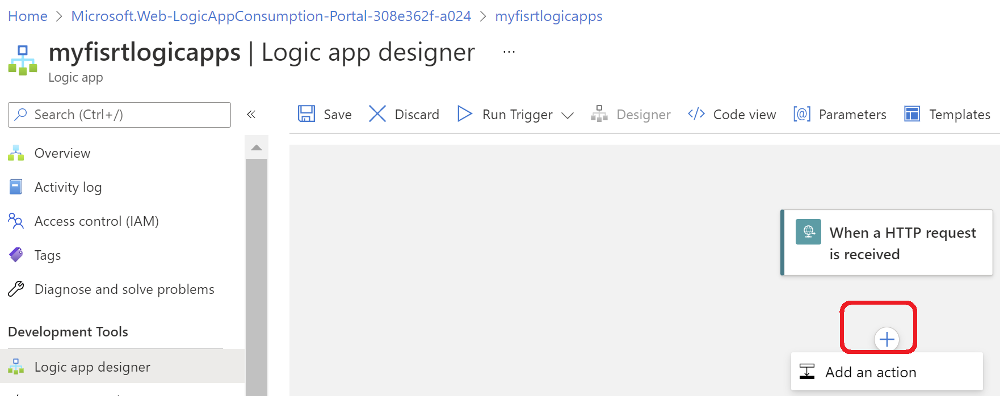 Home > Microsoft.Web-LogicAppConsumption-Portal-308e362f-a024 > myfisrtlogicapps
myfisrtlogicapps | Logic app designer ...
Logic app
Search (Ctrl+/) «
Save Discard Run Trigger Designer </> Code view [@] Parameters Templates
Overview
Activity log
Access control (IAM)
Tags
Diagnose and solve problems
Development Tools
Logic app designer
When a HTTP request
is received
Add an action